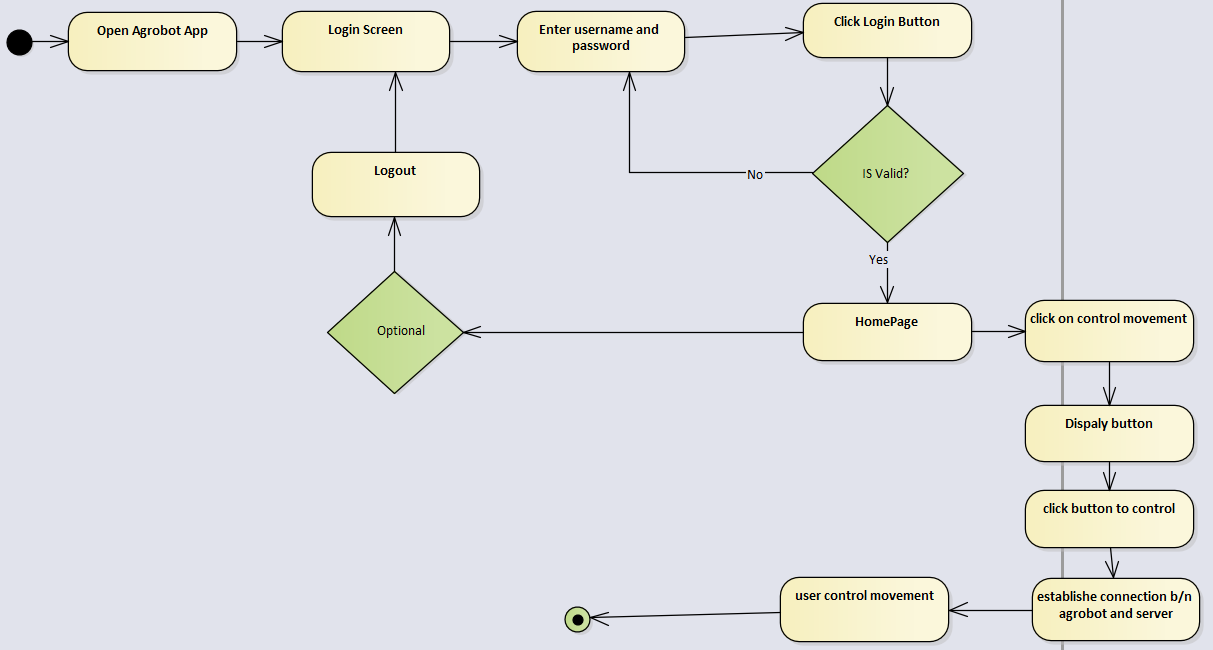 Open Agrobot App
Login Screen
Enter username and
password
Click Login Button
Logout
IS Valid?
No
Yes
Optional
HomePage
click on control movement
Dispaly button
click button to control
establishe connection b/n
agrobot and server
user control movement